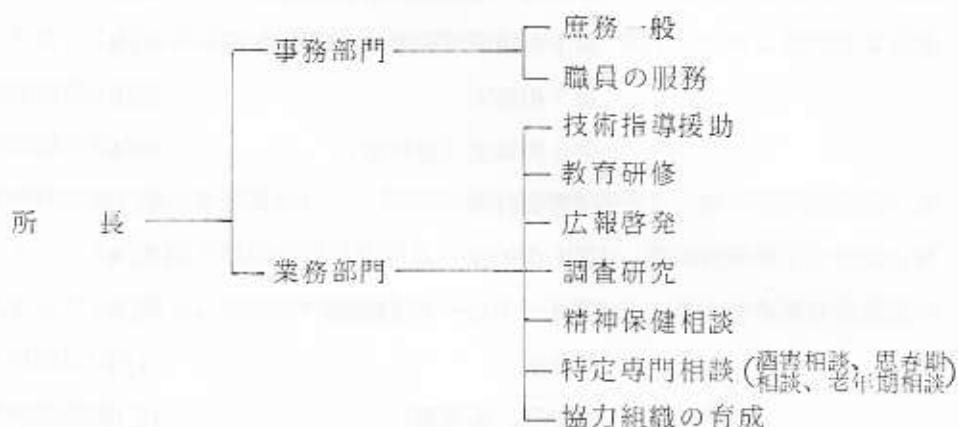 事務部門
庶務一般
職員の服務
所長
業務部門
技術指導援助
教育研修
広報啓発
調査研究
精神保健相談
特定専門相談(酒害相談、思春期
相談、老年期相談)
協力組織の育成